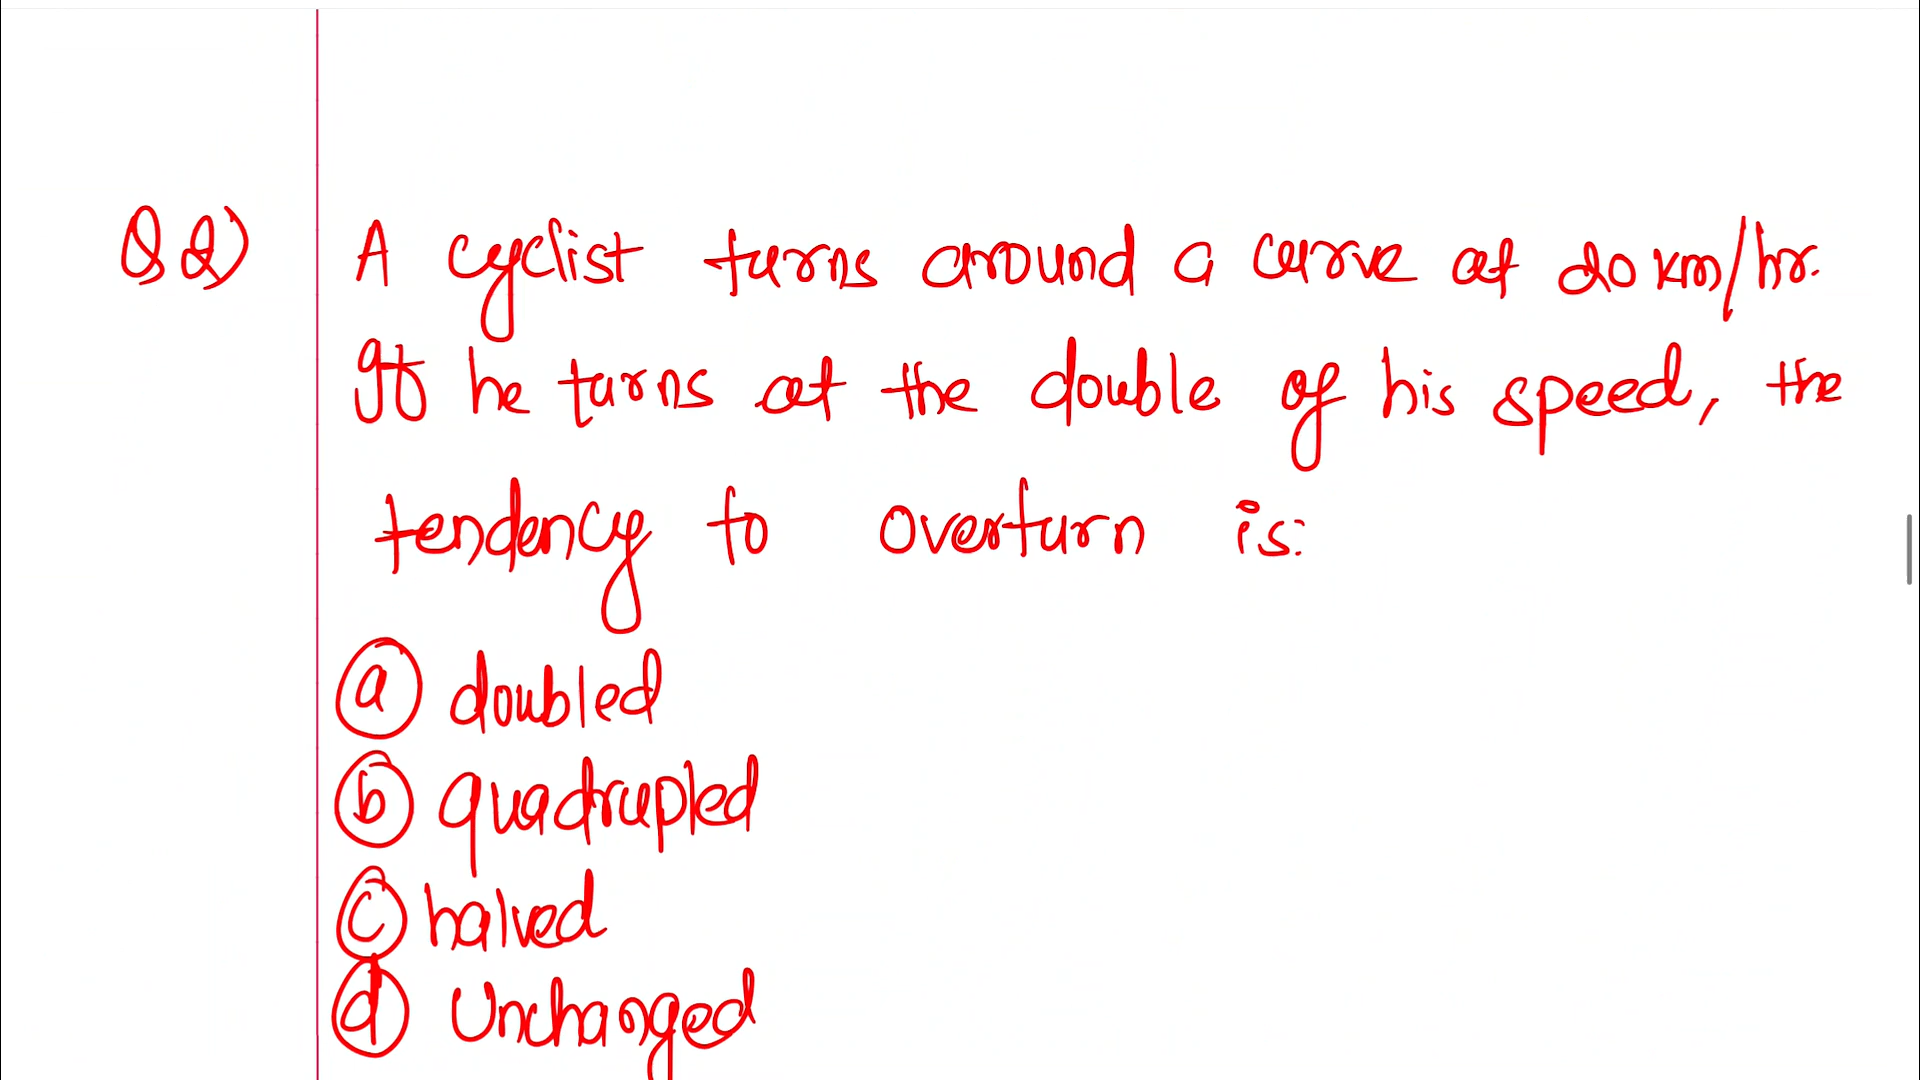 Q2) A cyclist turns around a curve at 20 km/hr.
If he turns at the double of his speed, the
tendency to overturn is:
(a) doubled
(b) quadrupled
(c) halved
(d) Unchanged